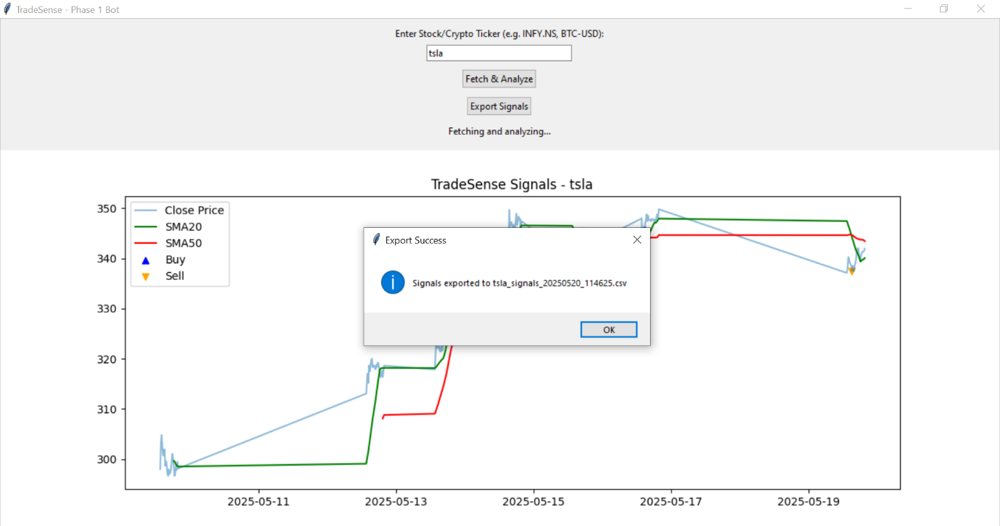 TradeSense - Phase 1 Bot
Enter Stock/Crypto Ticker (e.g. INFY.NS, BTC-USD):
tsla
Fetch & Analyze
Export Signals
Fetching and analyzing...
TradeSense Signals - tsla
Close Price
SMA20
SMA50
Buy
Sell
350
340
330
320
310
300
Export Success
Signals exported to tsla_signals_20250520_114625.csv
OK
2025-05-11 2025-05-13 2025-05-15 2025-05-17 2025-05-19